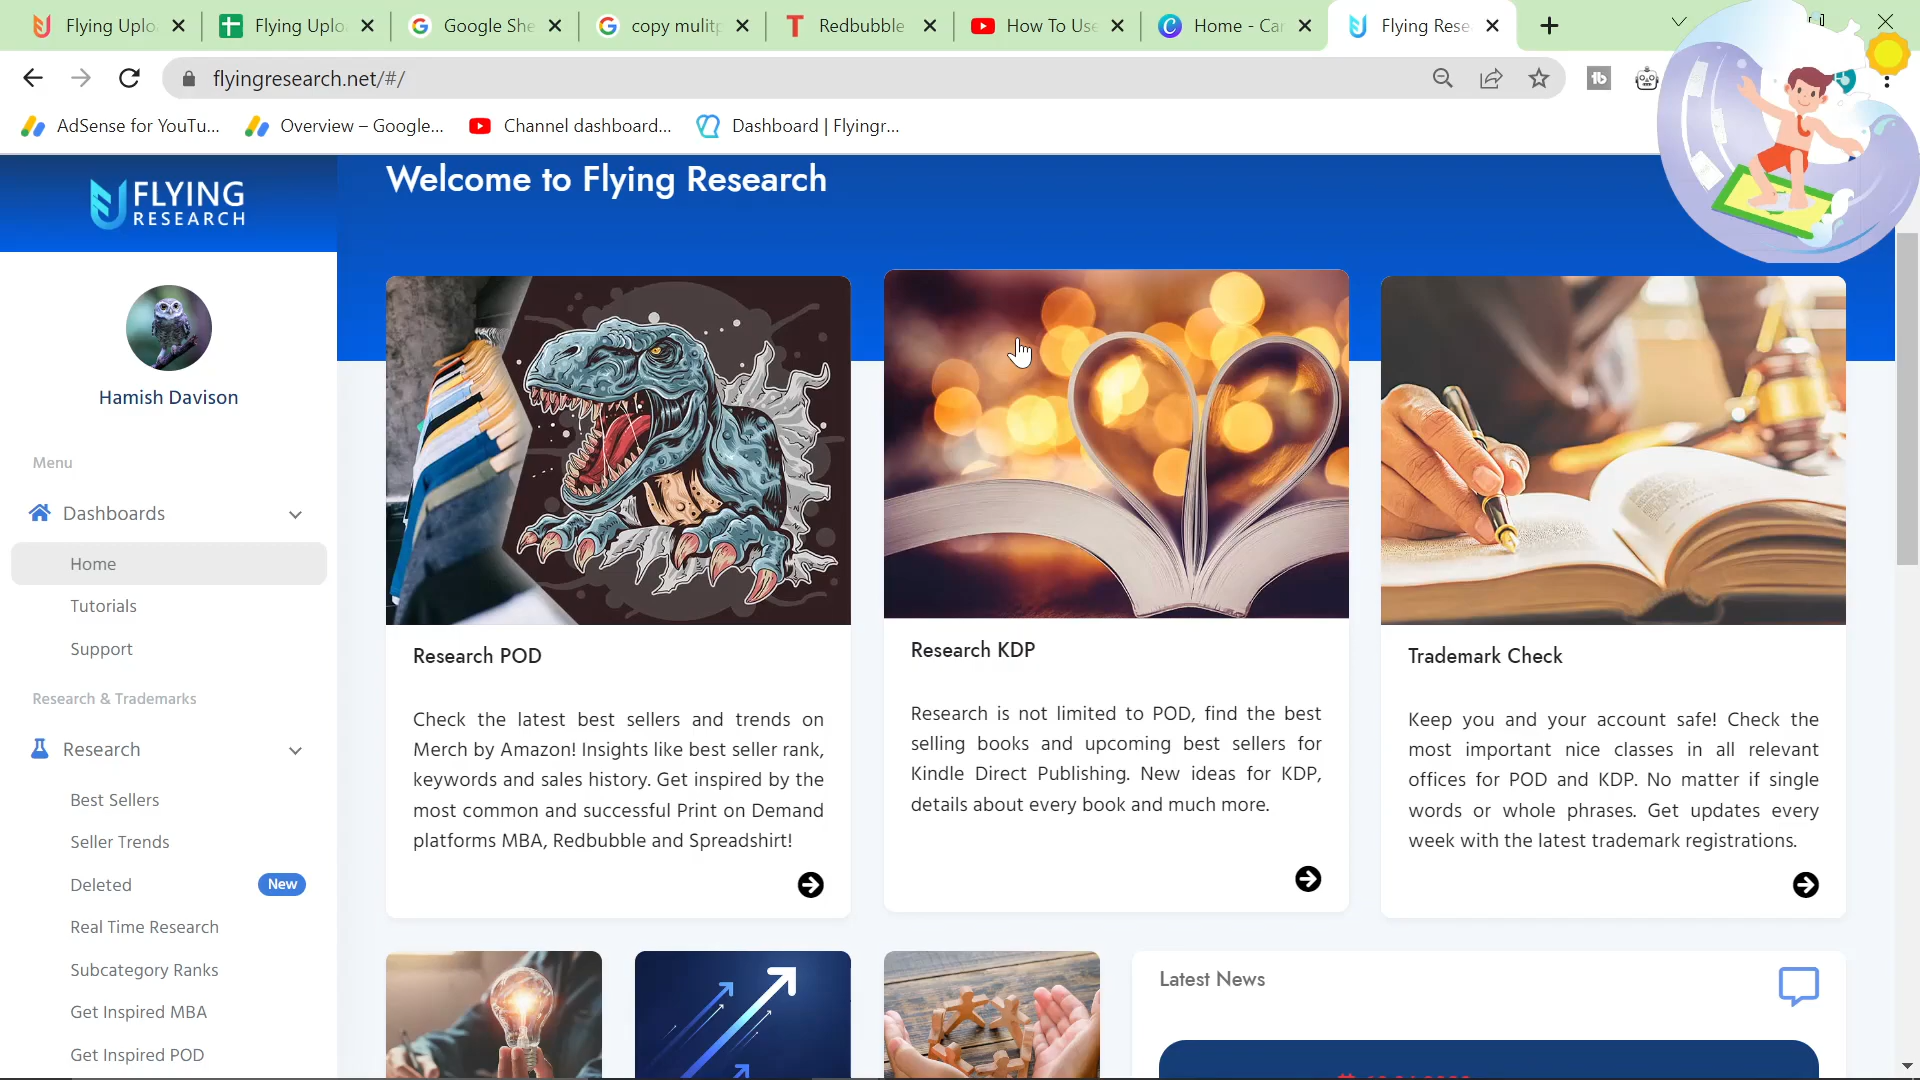 Flying Uplo
Flying Uplo
Google She
copy mulitp
Redbubble
How To Use
Home - Can
Flying Rese
flyingresearch.net/#/
AdSense for YouTu...
Overview – Google...
Channel dashboard...
Dashboard | Flyingr...
FLYING
RESEARCH
Hamish Davison
Menu
Dashboards
Home
Tutorials
Support
Research & Trademarks
Research
Best Sellers
Seller Trends
Deleted
New
Real Time Research
Subcategory Ranks
Get Inspired MBA
Get Inspired POD
Welcome to Flying Research
Research POD
Check the latest best sellers and trends on
Merch by Amazon! Insights like best seller rank,
keywords and sales history. Get inspired by the
most common and successful Print on Demand
platforms MBA, Redbubble and Spreadshirt!
Research KDP
Research is not limited to POD, find the best
selling books and upcoming best sellers for
Kindle Direct Publishing. New ideas for KDP,
details about every book and much more.
Trademark Check
Keep you and your account safe! Check the
most important nice classes in all relevant
offices for POD and KDP. No matter if single
words or whole phrases. Get updates every
week with the latest trademark registrations.
Latest News